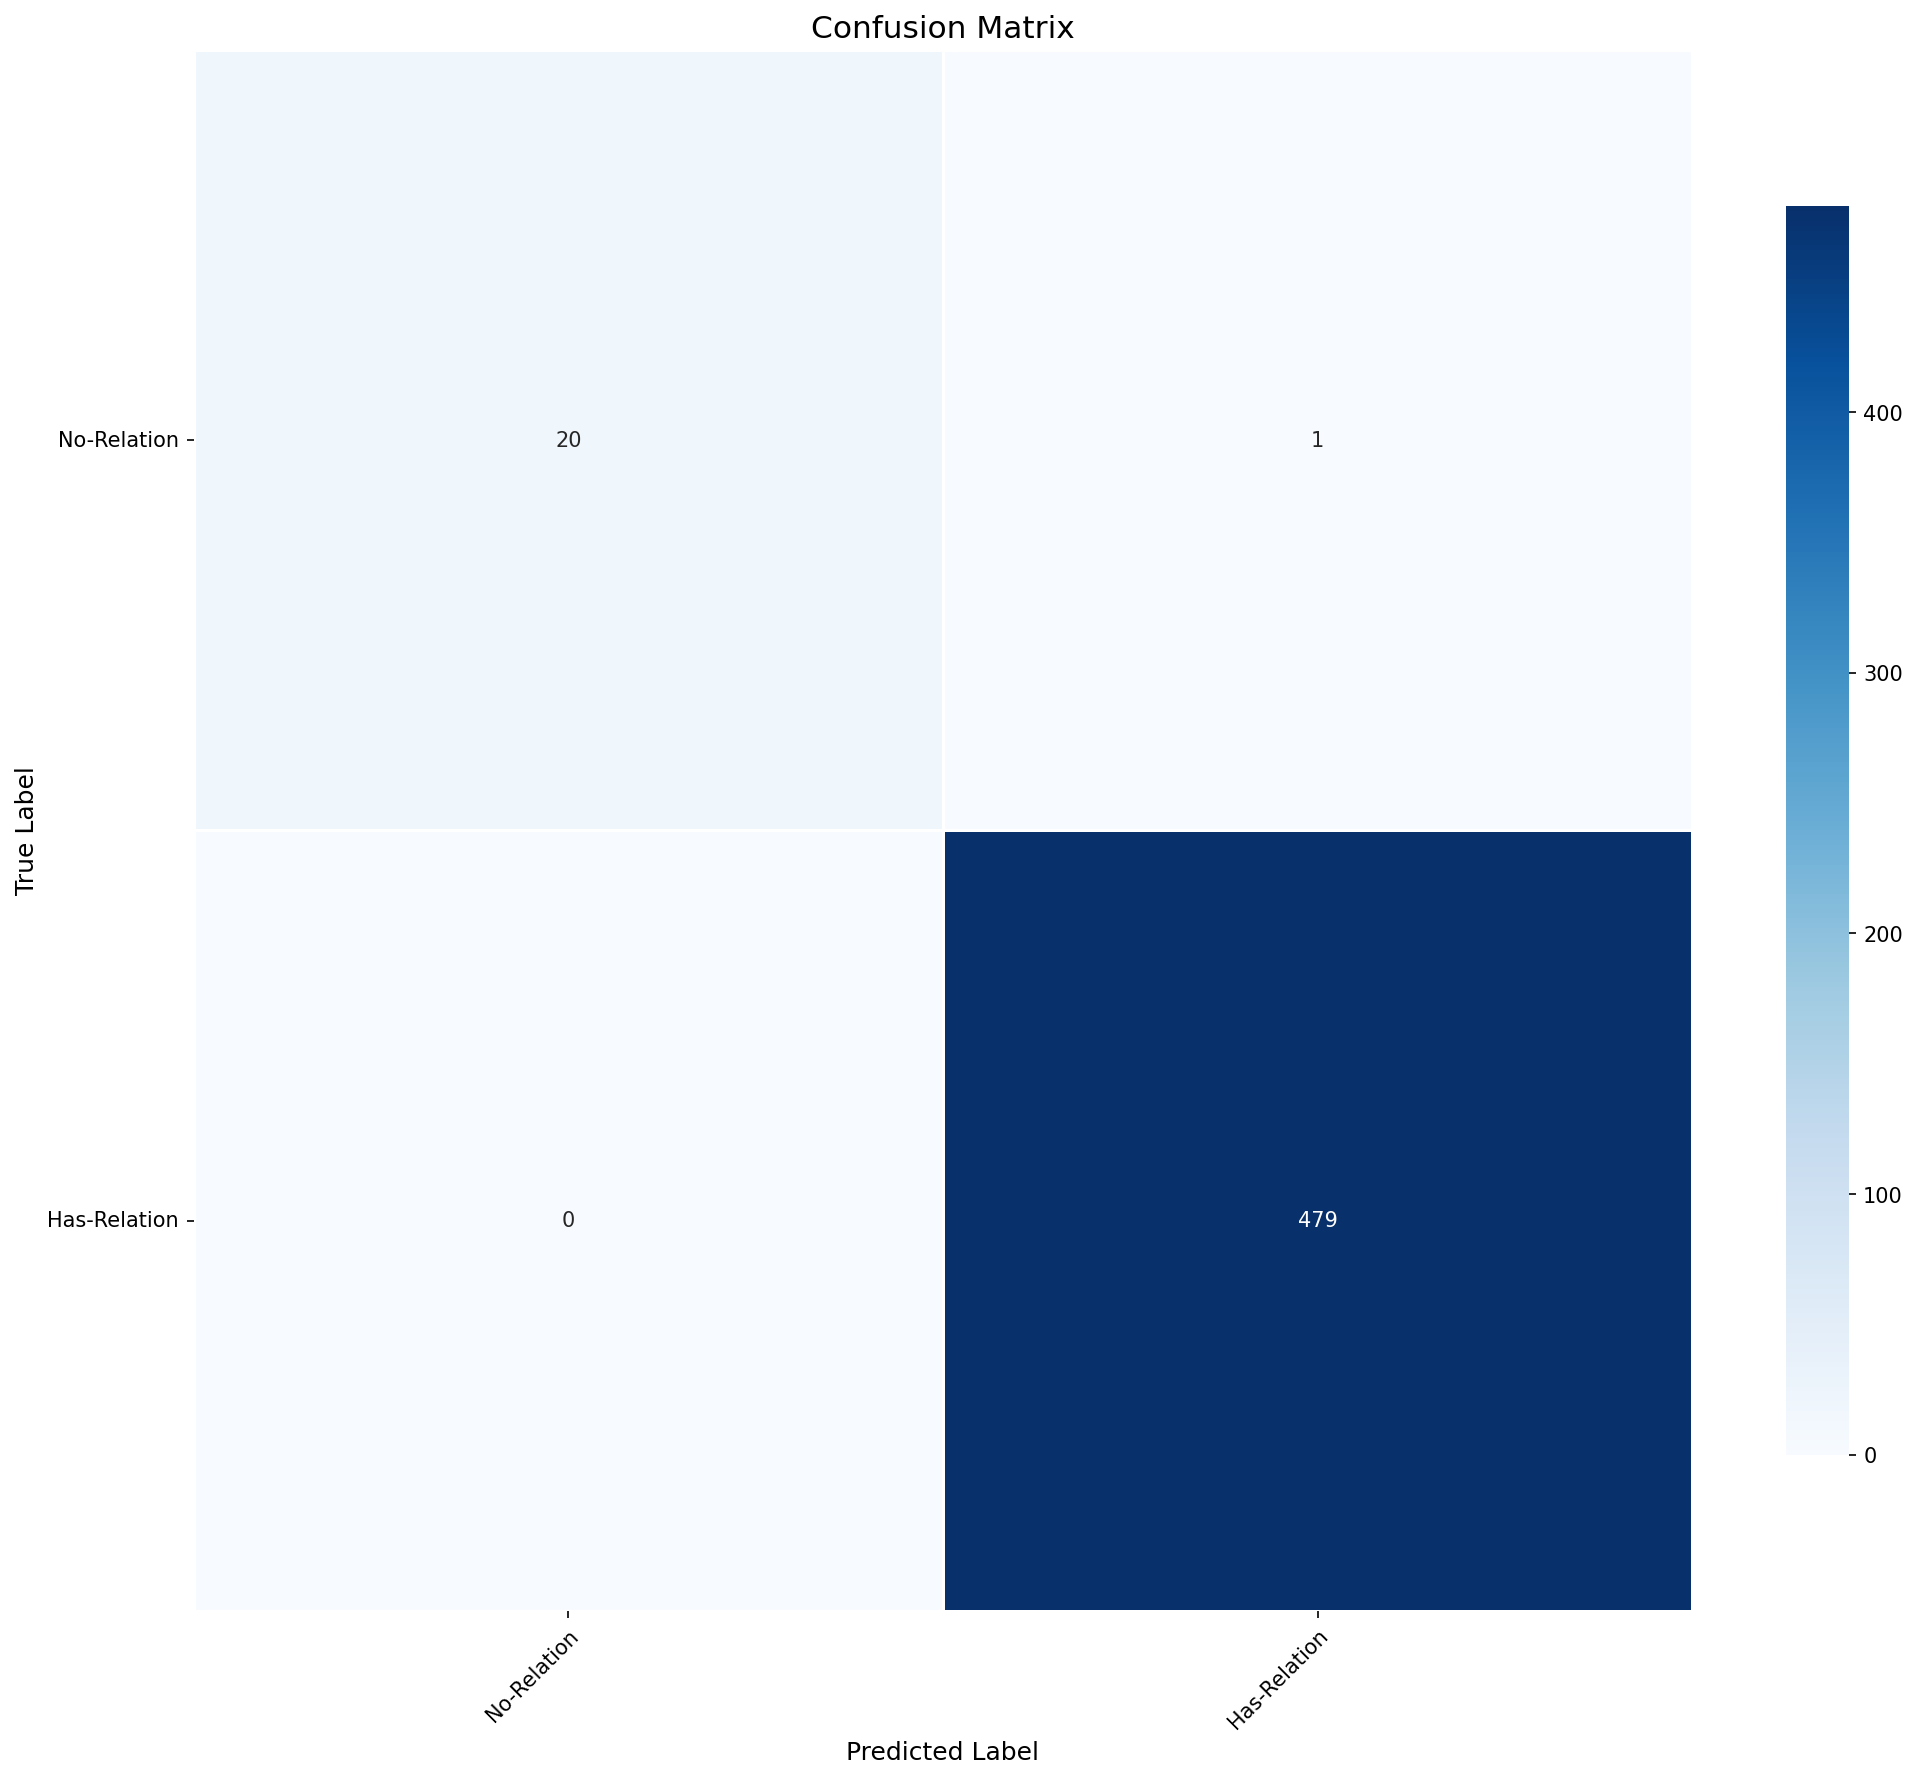 Confusion Matrix
No-Relation
20
1
Has-Relation
0
479
No-Relation
Has-Relation
Predicted Label
True Label
400
300
200
100
0